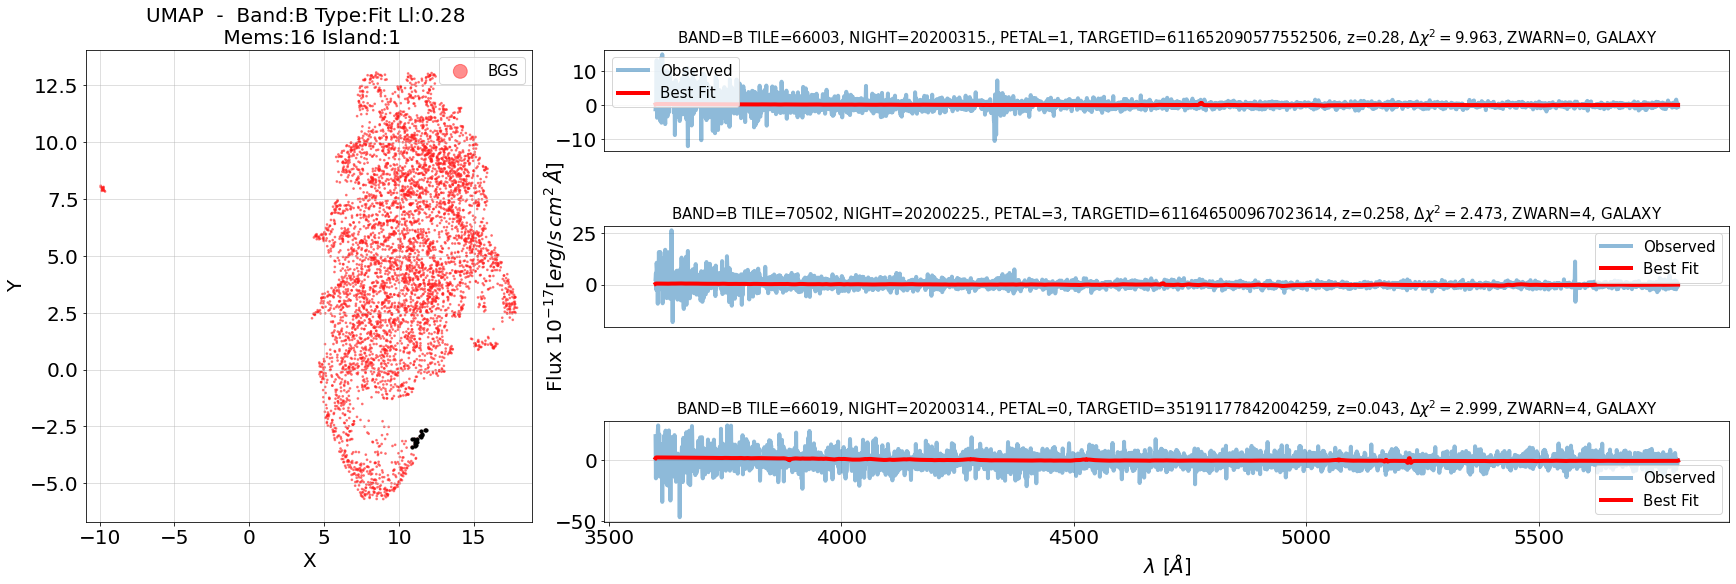 UMAP - Band:B Type:Fit Ll:0.28
Mems:16 Island:1
BGS
12.5
10.0
7.5
5.0
2.5
0.0
−2.5
−5.0
Y
−10
−5
0
5
10
15
X
Flux 10⁻¹⁷[erg/s cm² Å]
BAND=B TILE=66003, NIGHT=20200315., PETAL=1, TARGETID=611652090577552506, z=0.28, Δχ² = 9.963, ZWARN=0, GALAXY
Observed
Best Fit
10
0
−10
BAND=B TILE=70502, NIGHT=20200225., PETAL=3, TARGETID=611646500967023614, z=0.258, Δχ² = 2.473, ZWARN=4, GALAXY
Observed
Best Fit
25
0
BAND=B TILE=66019, NIGHT=20200314., PETAL=0, TARGETID=35191177842004259, z=0.043, Δχ² = 2.999, ZWARN=4, GALAXY
Observed
Best Fit
0
−50
3500
4000
4500
5000
5500
λ [Å]